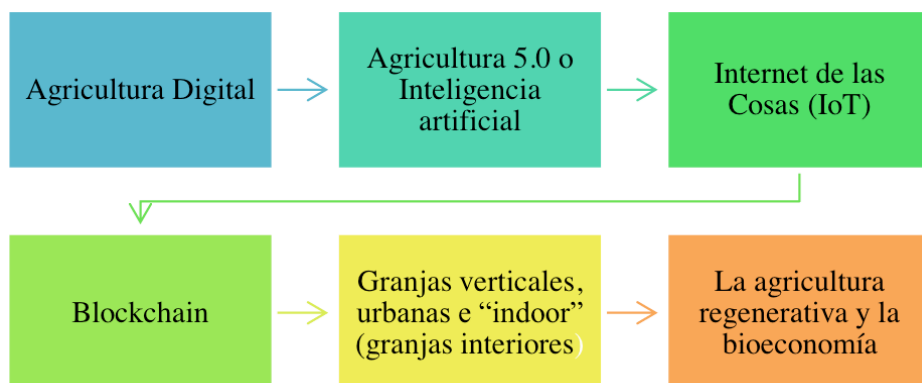 Agricultura Digital
Agricultura 5.0 o
Inteligencia
artificial
Internet de las
Cosas (IoT)
Blockchain
Granjas verticales,
urbanas e “indoor”
(granjas interiores)
La agricultura
regenerativa y la
bioeconomía